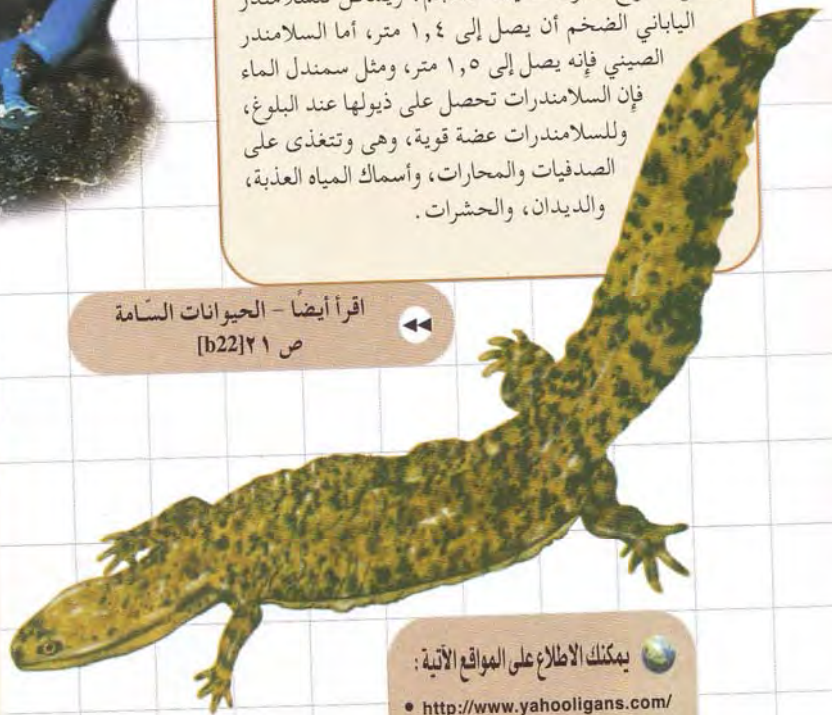 الياباني الضخم أن يصل إلى ١,٤ متر، أما السلامندر
الصيني فإنه يصل إلى ١,٥ متر، ومثل سمندل الماء
فإن السلامندرات تحصل على ذيولها عند البلوغ،
وللسلامندرات عضة قوية، وهى وتتغذى على
الصدفيات والمحارات، وأسماك المياه العذبة،
والديدان، والحشرات.
اقرأ أيضًا - الحيوانات السّامة
ص ٢١[b22]
يمكنك الاطلاع على المواقع الآتية :
• http://www.yahooligans.com/